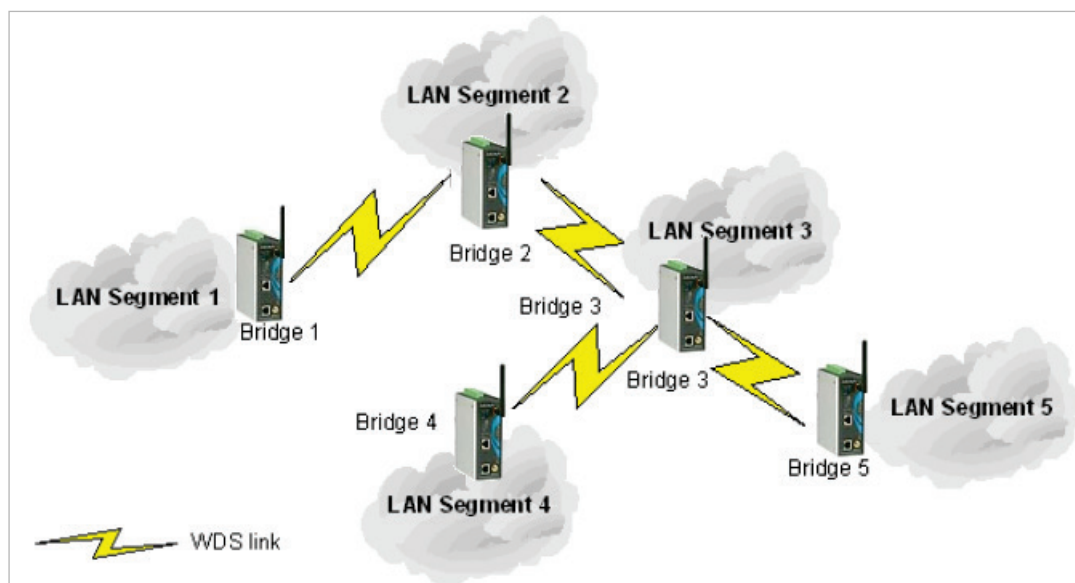 LAN Segment 2
Bridge 2
LAN Segment 3
LAN Segment 1
Bridge 1
Bridge 3
Bridge 3
Bridge 4
LAN Segment 5
Bridge 5
LAN Segment 4
WDS link